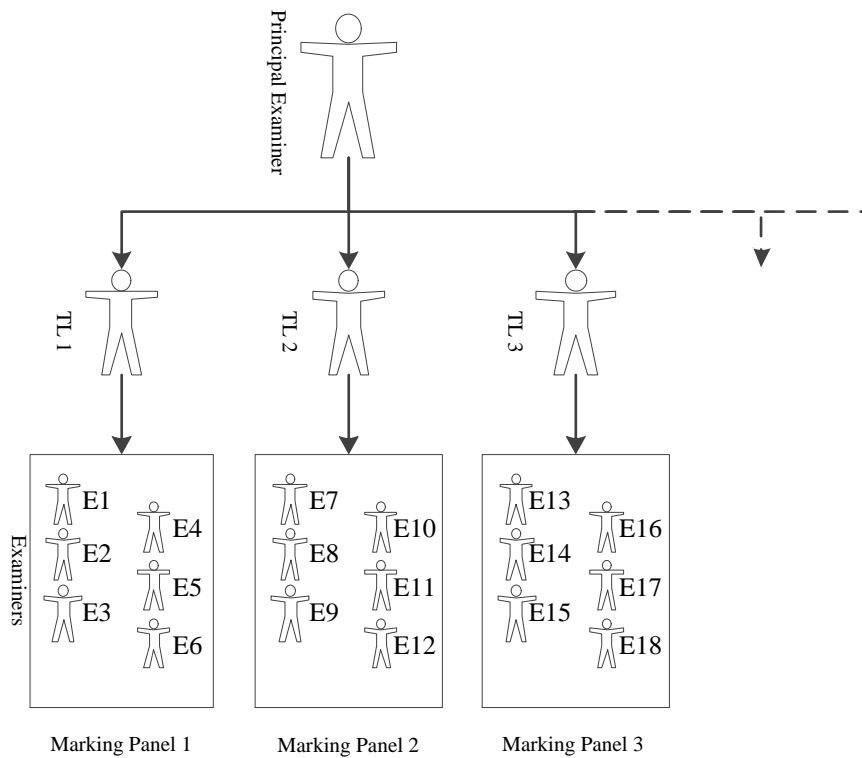 Principal Examiner
TL 1
TL 2
TL 3
Examiners
E1
E2
E3
E4
E5
E6
E7
E8
E9
E10
E11
E12
E13
E14
E15
E16
E17
E18
Marking Panel 1
Marking Panel 2
Marking Panel 3